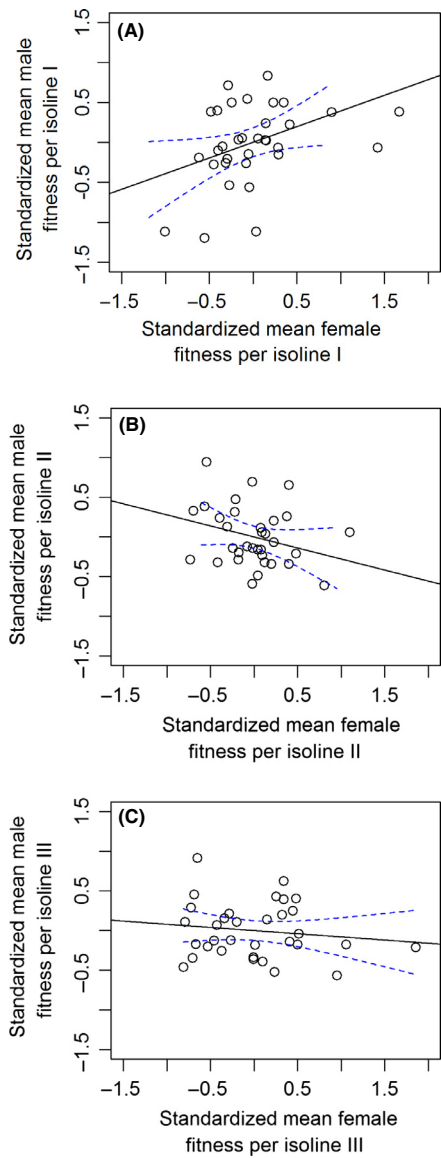 (A)
Standardized mean male
fitness per isoline I
1.5
0.5
−0.5
−1.5
−1.5
−0.5
0.5
1.5
Standardized mean female
fitness per isoline I
(B)
Standardized mean male
fitness per isoline II
1.5
0.5
−0.5
−1.5
−1.5
−0.5
0.5
1.5
Standardized mean female
fitness per isoline II
(C)
Standardized mean male
fitness per isoline III
1.5
0.5
−0.5
−1.5
−1.5
−0.5
0.5
1.5
Standardized mean female
fitness per isoline III